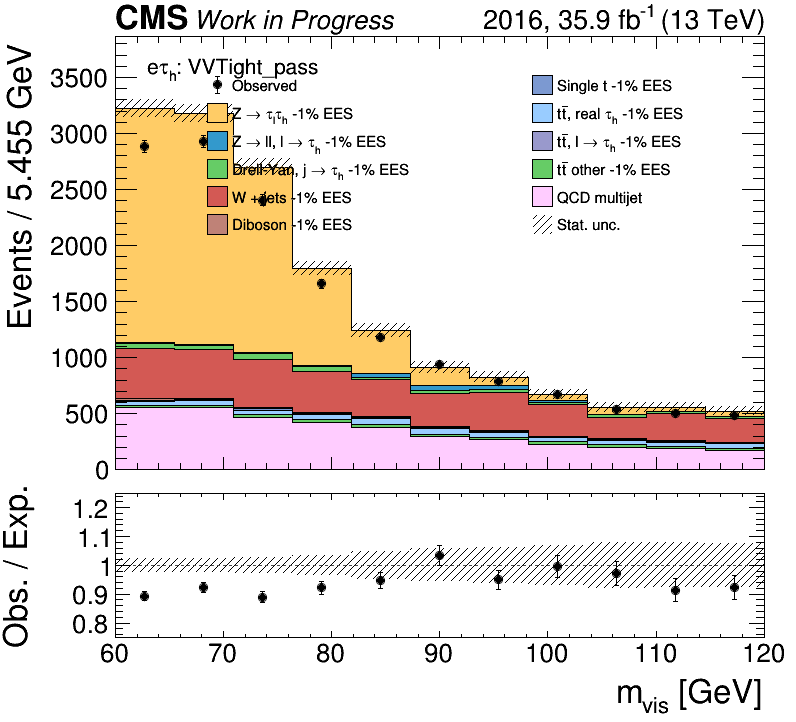 CMS Work in Progress 2016, 35.9 fb⁻¹ (13 TeV)
eτh: VVTight_pass
Observed
Z → τlτh -1% EES
Z → ll, l → τh -1% EES
Drell-Yan, j → τh -1% EES
W + jets -1% EES
Diboson -1% EES
Single t -1% EES
tt̄, real τh -1% EES
tt̄, l → τh -1% EES
tt̄ other -1% EES
QCD multijet
Stat. unc.
Events / 5.455 GeV
3500
3000
2500
2000
1500
1000
500
0
Obs. / Exp.
1.2
1.1
1
0.9
0.8
60 70 80 90 100 110 120
mvis [GeV]